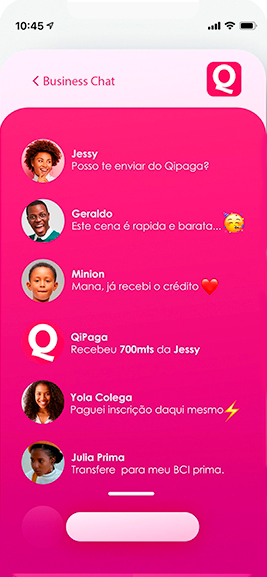 10:45
Business Chat
Q
Jessy
Posso te enviar do Qipaga?
Geraldo
Este cena é rapida e barata...
Minion
Mana, já recebi o crédito
Q
QiPaga
Recebeu 700mts da Jessy
Yola Colega
Paguei inscrição daqui mesmo
Julia Prima
Transfere para meu BCI prima.